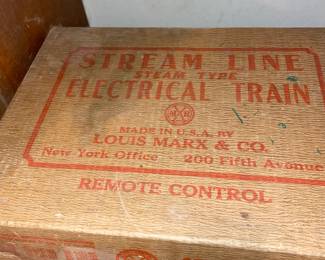 STREAM LINE
STEAM TYPE
ELECTRICAL TRAIN
MAR
MADE IN U.S.A. BY
LOUIS MARX & CO.
New York Office - 200 Fifth Avenue
REMOTE CONTROL